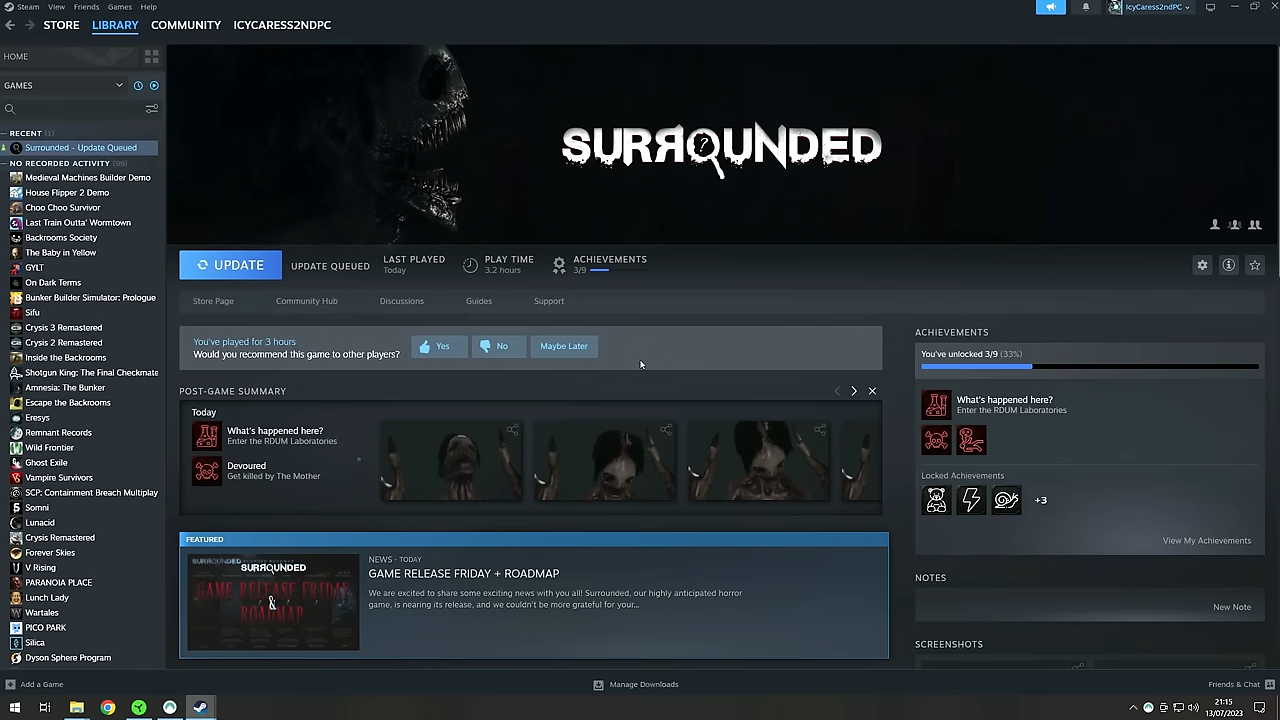 Steam View Friends Games Help
IcyCaress2ndPC
STORE LIBRARY COMMUNITY ICYCARESS2NDPC
HOME
GAMES
RECENT (1)
Surrounded - Update Queued
NO RECORDED ACTIVITY (99)
Medieval Machines Builder Demo
House Flipper 2 Demo
Choo Choo Survivor
Last Train Outta' Wormtown
Backrooms Society
The Baby in Yellow
GYLT
On Dark Terms
Bunker Builder Simulator: Prologue
Sifu
Crysis 3 Remastered
Crysis 2 Remastered
Inside the Backrooms
Shotgun King: The Final Checkmate
Amnesia: The Bunker
Escape the Backrooms
Eresys
Remnant Records
Wild Frontier
Ghost Exile
Vampire Survivors
SCP: Containment Breach Multiplay
Somni
Lunacid
Crysis Remastered
Forever Skies
V Rising
PARANOIA PLACE
Lunch Lady
Wartales
PICO PARK
Silica
Dyson Sphere Program
Add a Game
SURROUNDED
UPDATE
UPDATE QUEUED
LAST PLAYED
Today
PLAY TIME
3.2 hours
ACHIEVEMENTS
3/9
Store Page Community Hub Discussions Guides Support
You've played for 3 hours
Would you recommend this game to other players?
Yes No Maybe Later
POST-GAME SUMMARY
Today
What's happened here?
Enter the RDUM Laboratories
Devoured
Get killed by The Mother
FEATURED
SURROUNDED
GAME RELEASE FRIDAY
&
ROADMAP
NEWS - TODAY
GAME RELEASE FRIDAY + ROADMAP
We are excited to share some exciting news with you all! Surrounded, our highly anticipated horror
game, is nearing its release, and we couldn't be more grateful for your...
ACHIEVEMENTS
You've unlocked 3/9 (33%)
What's happened here?
Enter the RDUM Laboratories
Locked Achievements
+3
View My Achievements
NOTES
New Note
SCREENSHOTS
Manage Downloads
Friends & Chat
21:15
13/07/2023